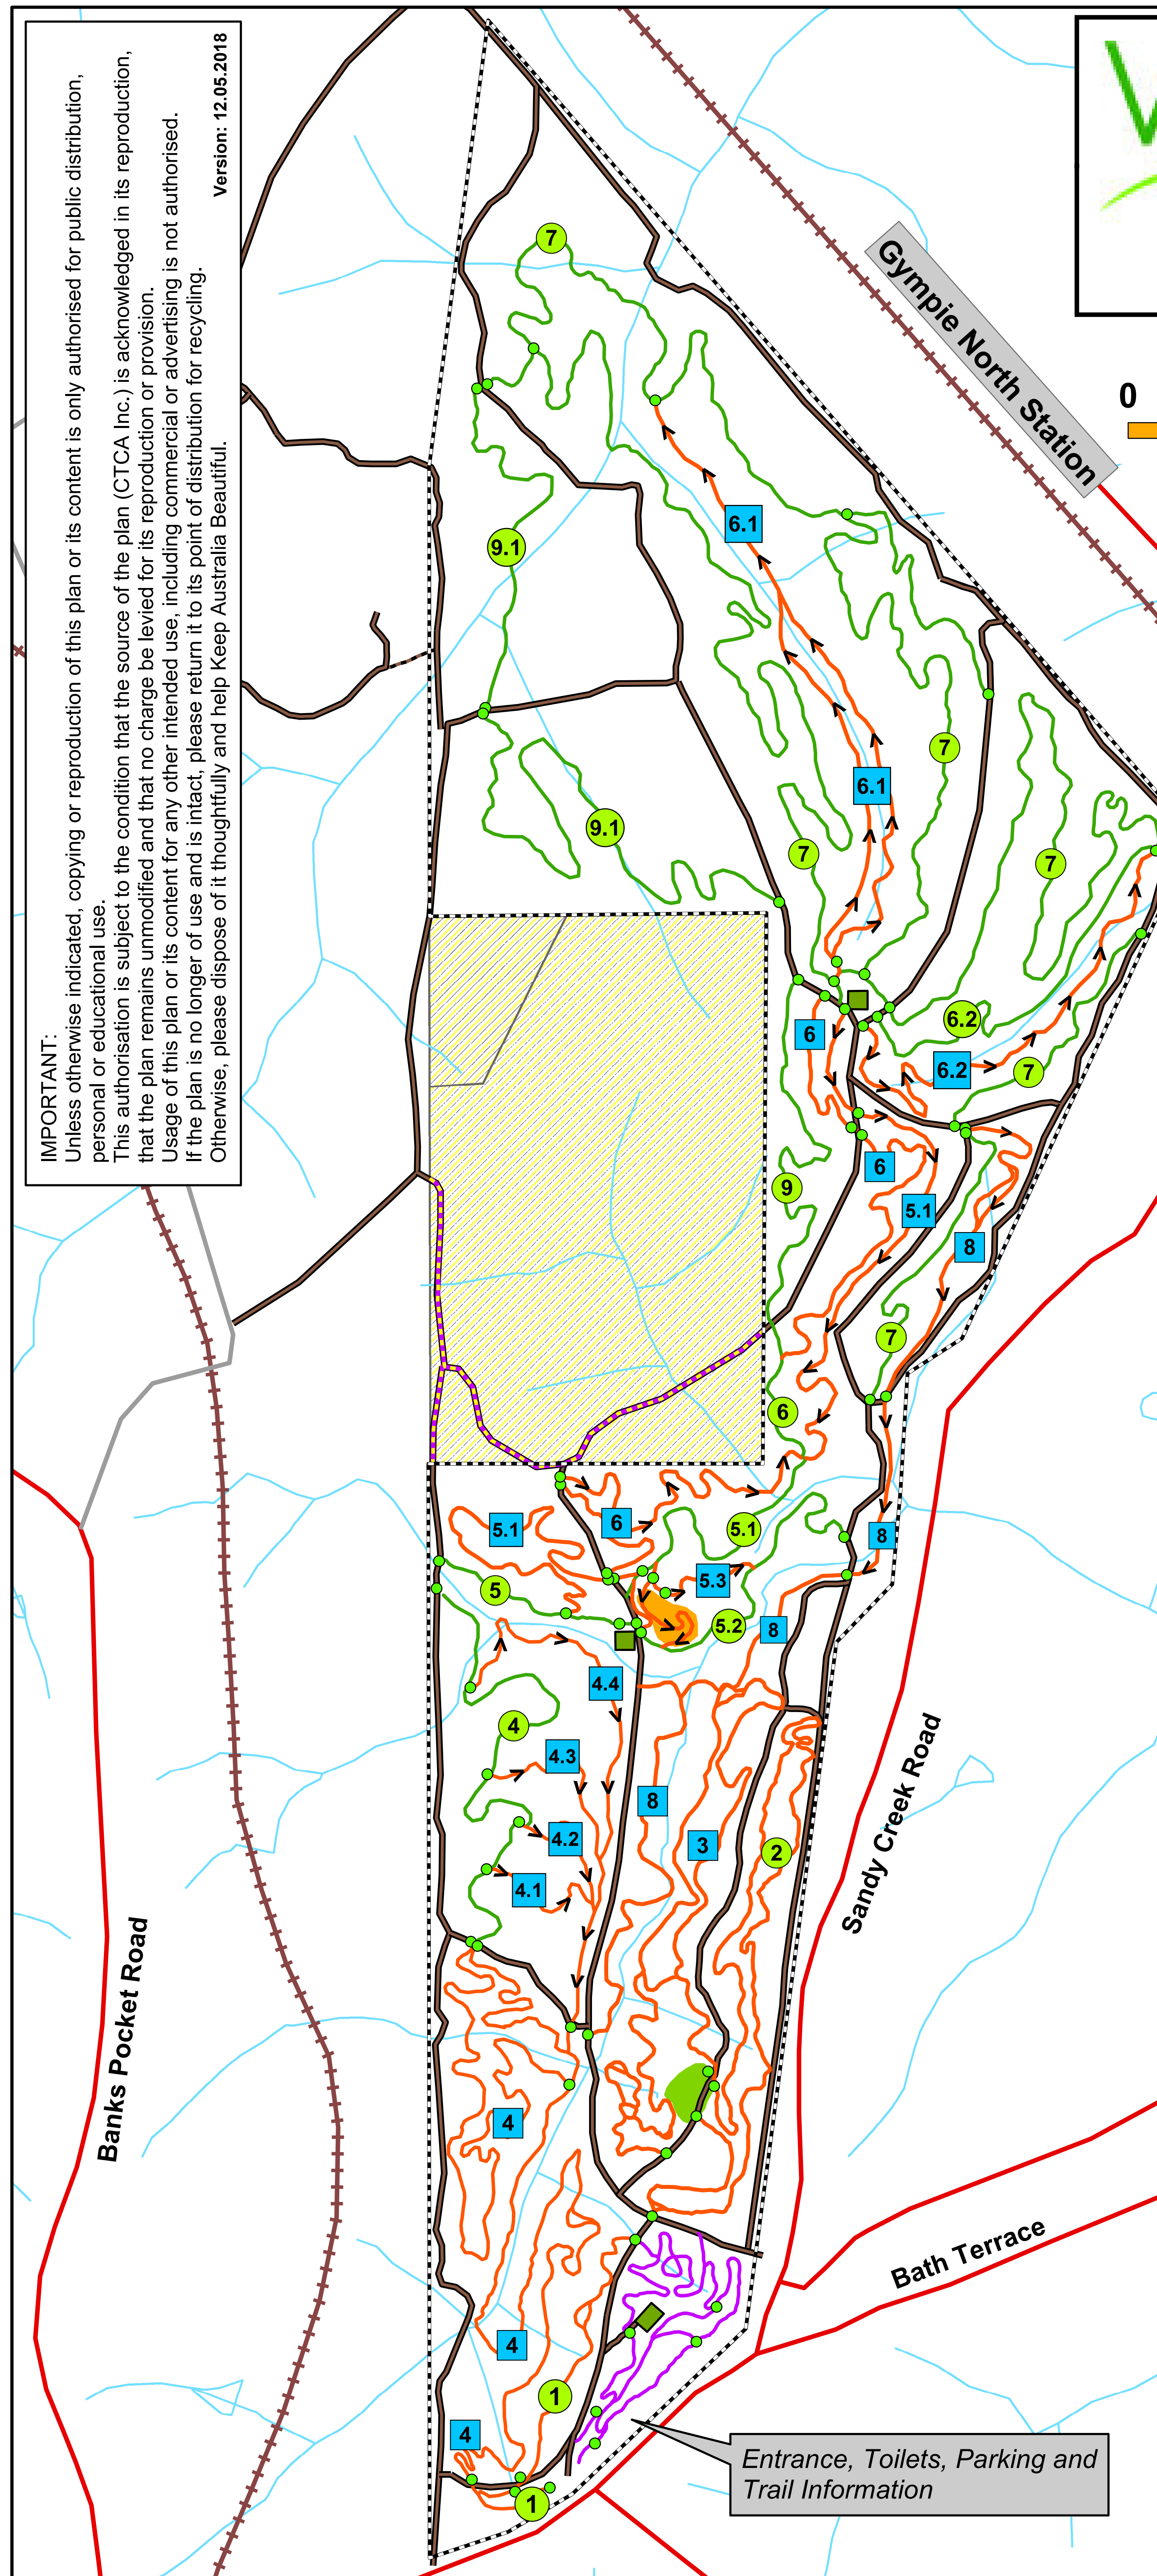 IMPORTANT:
Unless otherwise indicated, copying or reproduction of this plan or its content is only authorised for public distribution,
personal or educational use.
This authorisation is subject to the condition that the source of the plan (CTCA Inc.) is acknowledged in its reproduction,
that the plan remains unmodified and that no charge be levied for its reproduction or provision.
Usage of this plan or its content for any other intended use, including commercial or advertising is not authorised.
If the plan is no longer of use and is intact, please return it to its point of distribution for recycling.
Otherwise, please dispose of it thoughtfully and help Keep Australia Beautiful.
Version: 12.05.2018
7
Gympie North Station
0
6.1
9.1
7
6.1
9.1
7
7
6.2
6
6.2
7
6
9
5.1
8
7
6
5.1
6
5.1
8
5.3
5
5.2
8
4.4
4
4.3
8
4.2
3
2
4.1
Sandy Creek Road
Banks Pocket Road
4
Bath Terrace
4
1
4
Entrance, Toilets, Parking and
Trail Information
1